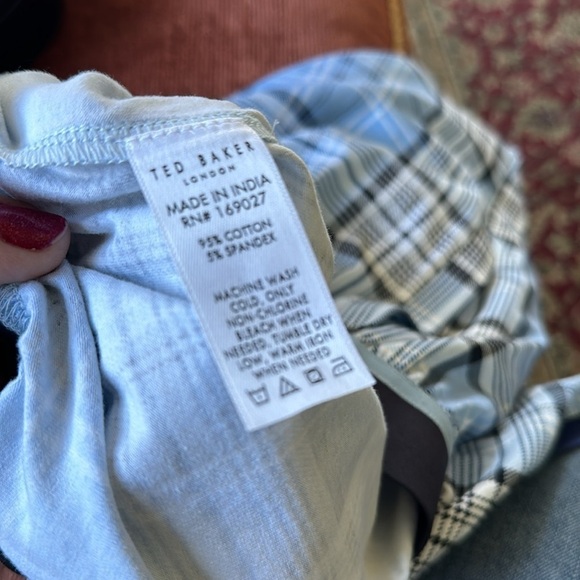 TED BAKER
LONDON
MADE IN INDIA
RN# 169027
95% COTTON
5% SPANDEX
MACHINE WASH
COLD, ONLY
NON-CHLORINE
BLEACH WHEN
NEEDED, TUMBLE DRY
LOW, WARM IRON
WHEN NEEDED